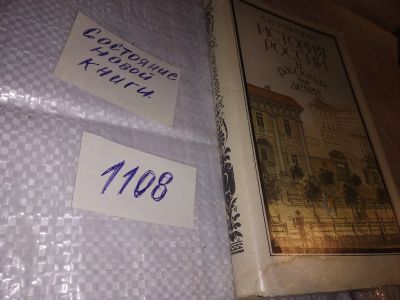 Состояние
новой
книги.
1108
ИСТОРИЯ
РОССИИ
в рассказах
для
детей